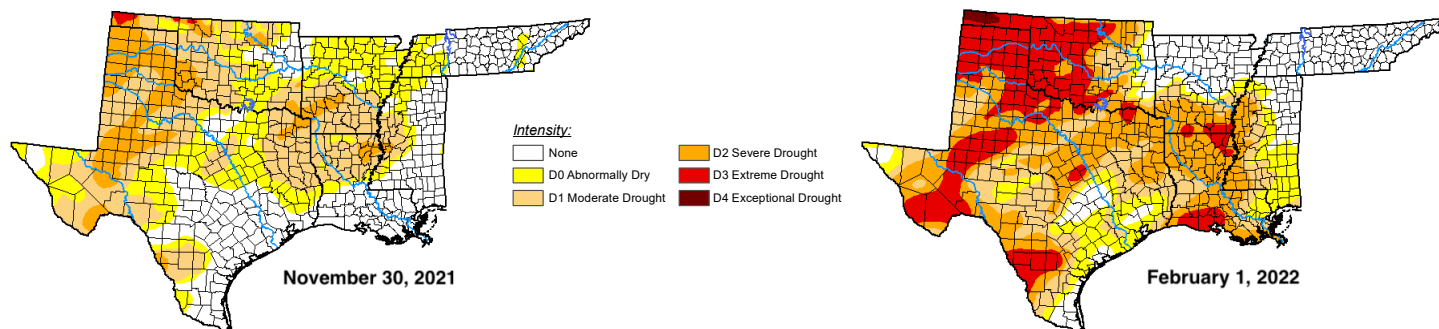 Intensity:
None
D0 Abnormally Dry
D1 Moderate Drought
D2 Severe Drought
D3 Extreme Drought
D4 Exceptional Drought
November 30, 2021
February 1, 2022